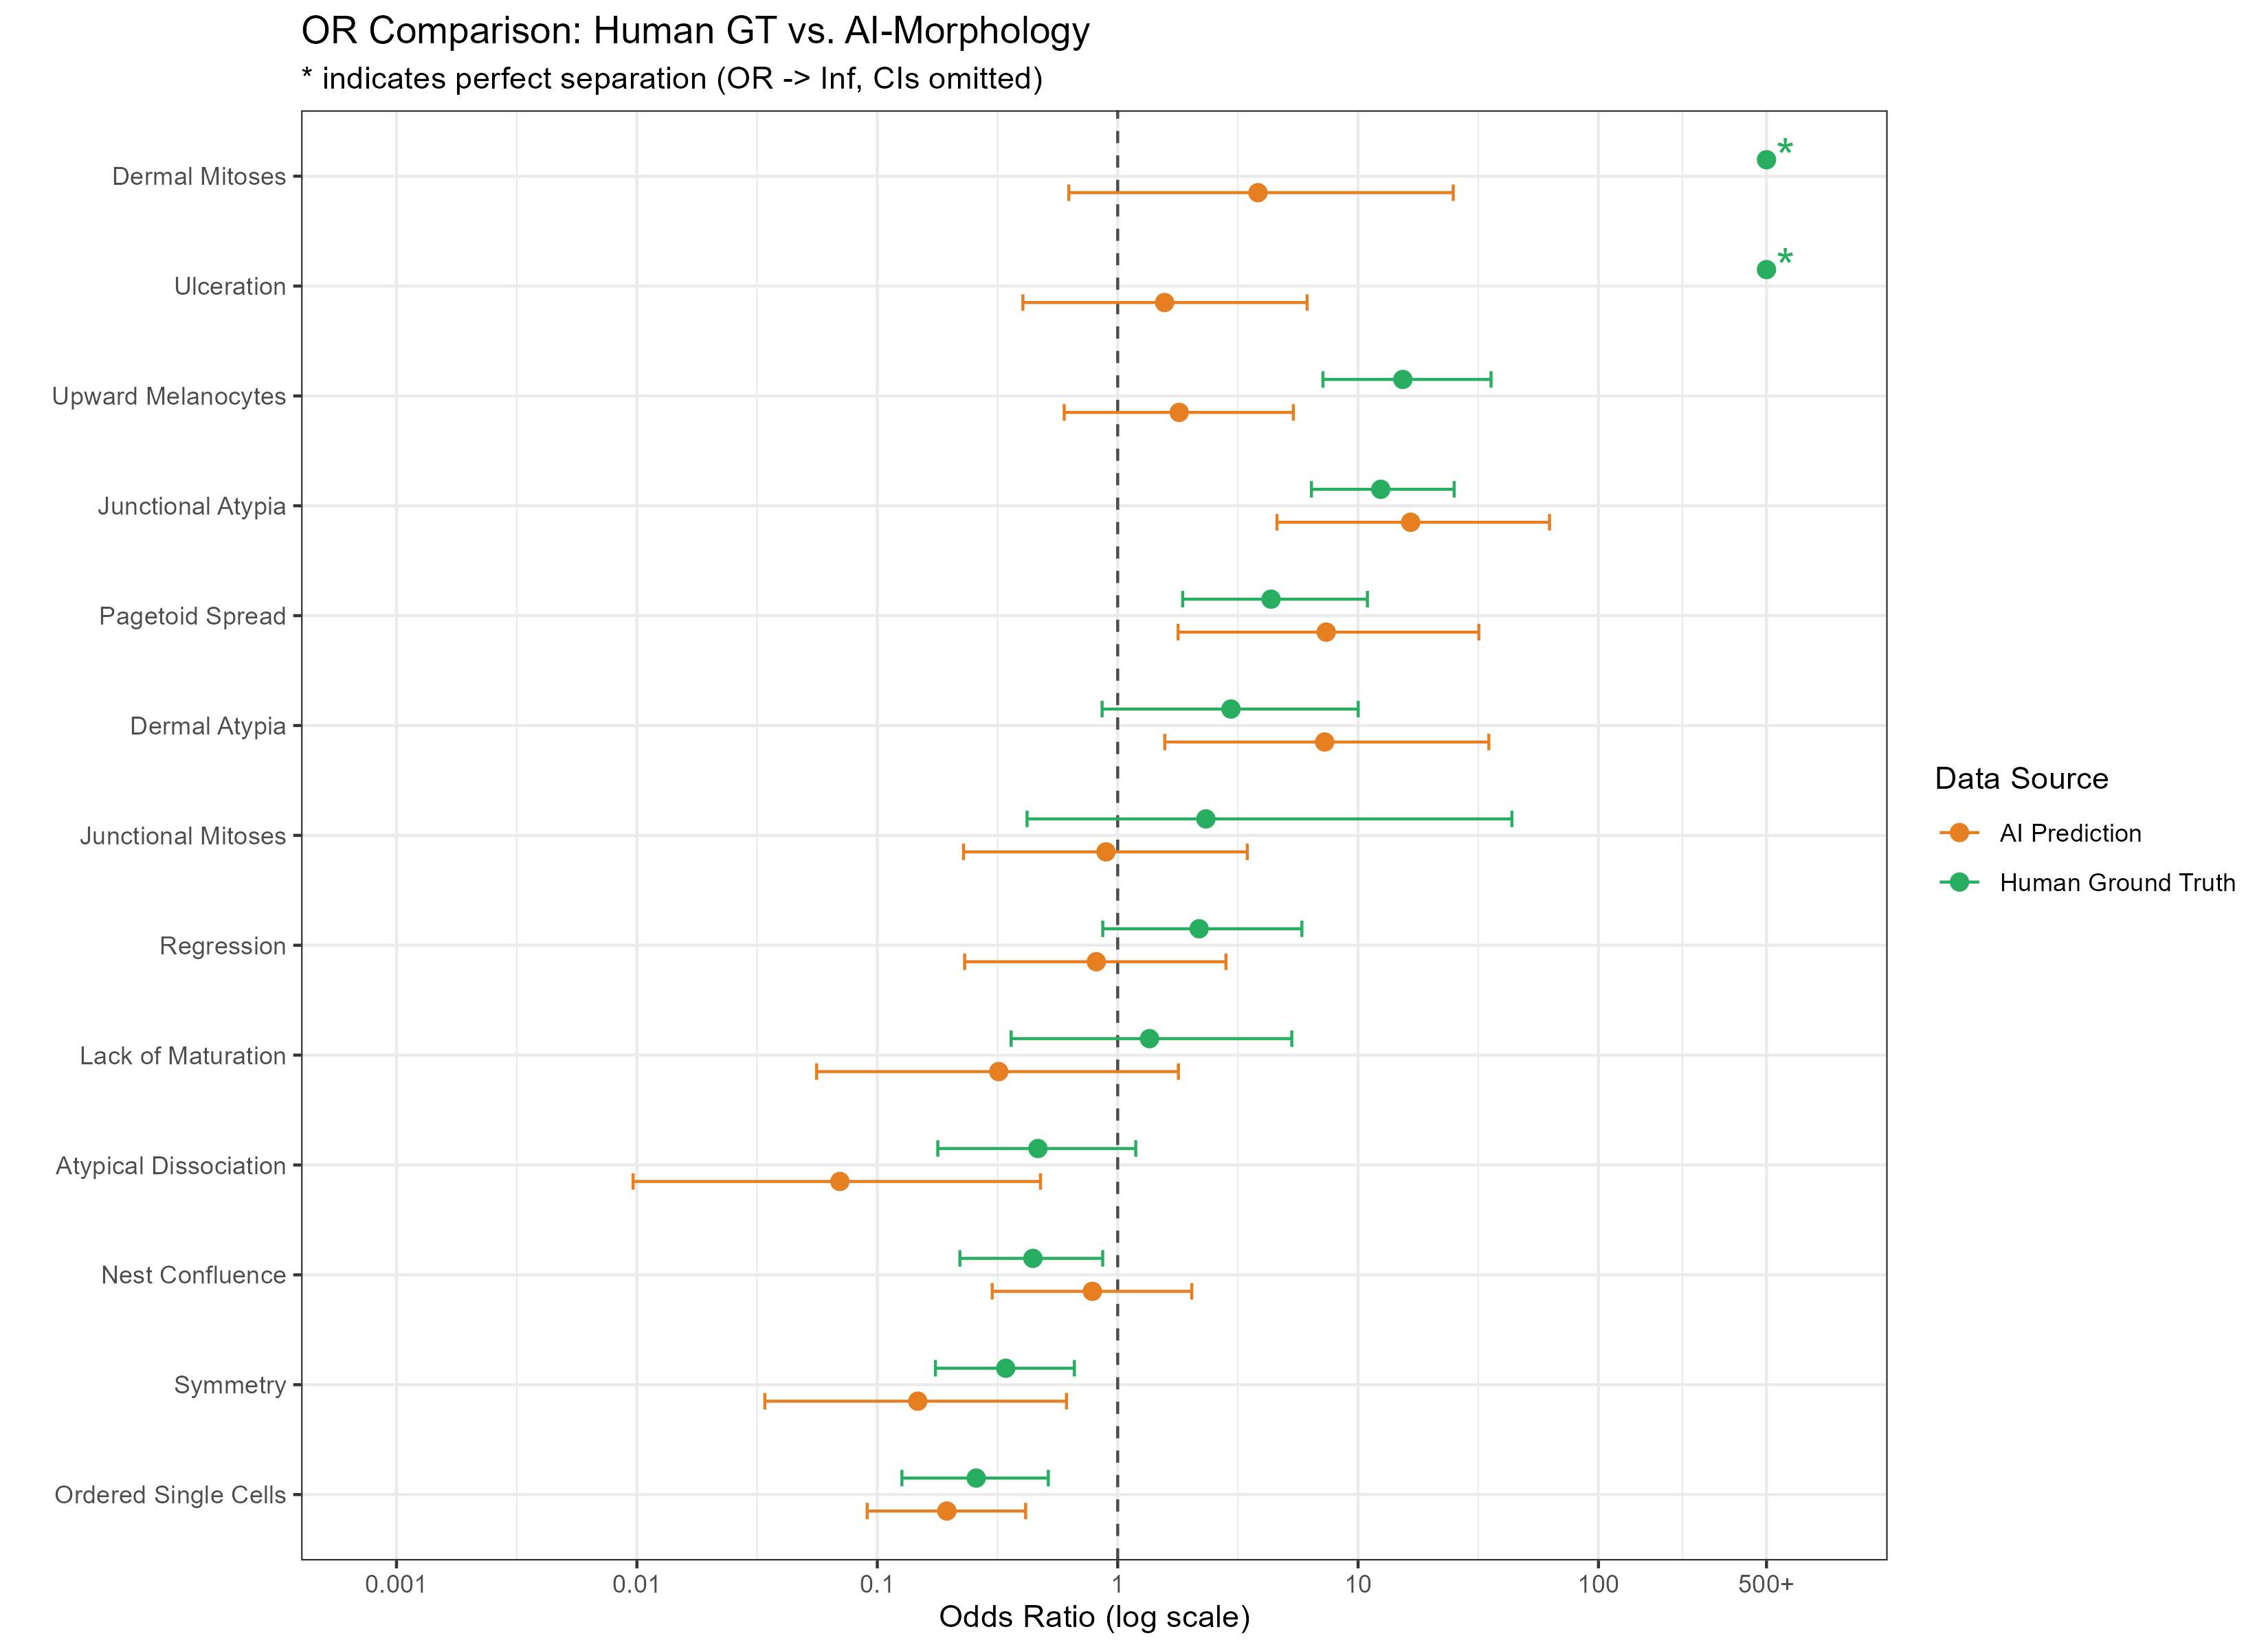 OR Comparison: Human GT vs. AI-Morphology
* indicates perfect separation (OR -> Inf, CIs omitted)
Dermal Mitoses
*
Ulceration
*
Upward Melanocytes
Junctional Atypia
Pagetoid Spread
Dermal Atypia
Junctional Mitoses
Regression
Lack of Maturation
Atypical Dissociation
Nest Confluence
Symmetry
Ordered Single Cells
0.001 0.01 0.1 1 10 100 500+
Odds Ratio (log scale)
Data Source
AI Prediction
Human Ground Truth